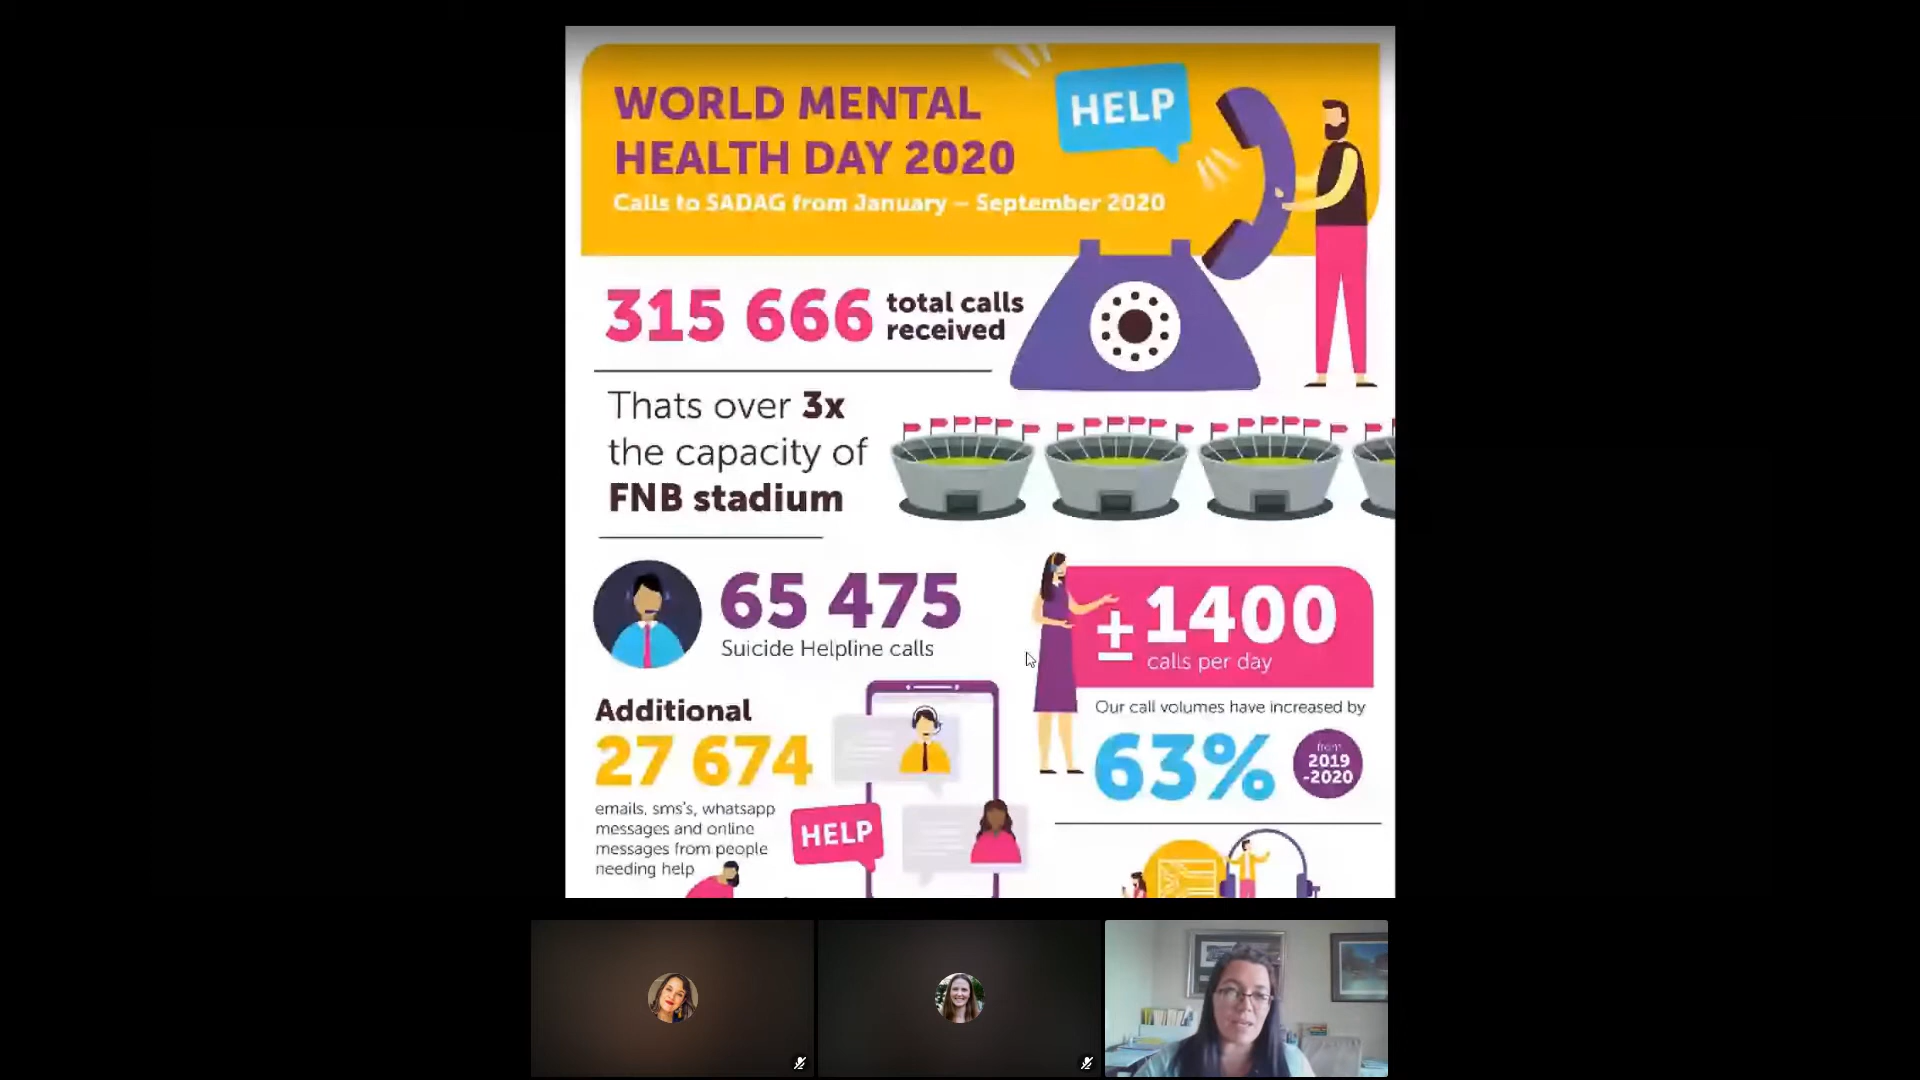 WORLD MENTAL
HEALTH DAY 2020
Calls to SADAG from January – September 2020
HELP
315 666 total calls
received
Thats over 3x
the capacity of
FNB stadium
65 475
Suicide Helpline calls
±1400
calls per day
Additional
27 674
emails, sms's, whatsapp
messages and online
messages from people
needing help
HELP
Our call volumes have increased by
63%
from
2019
-2020